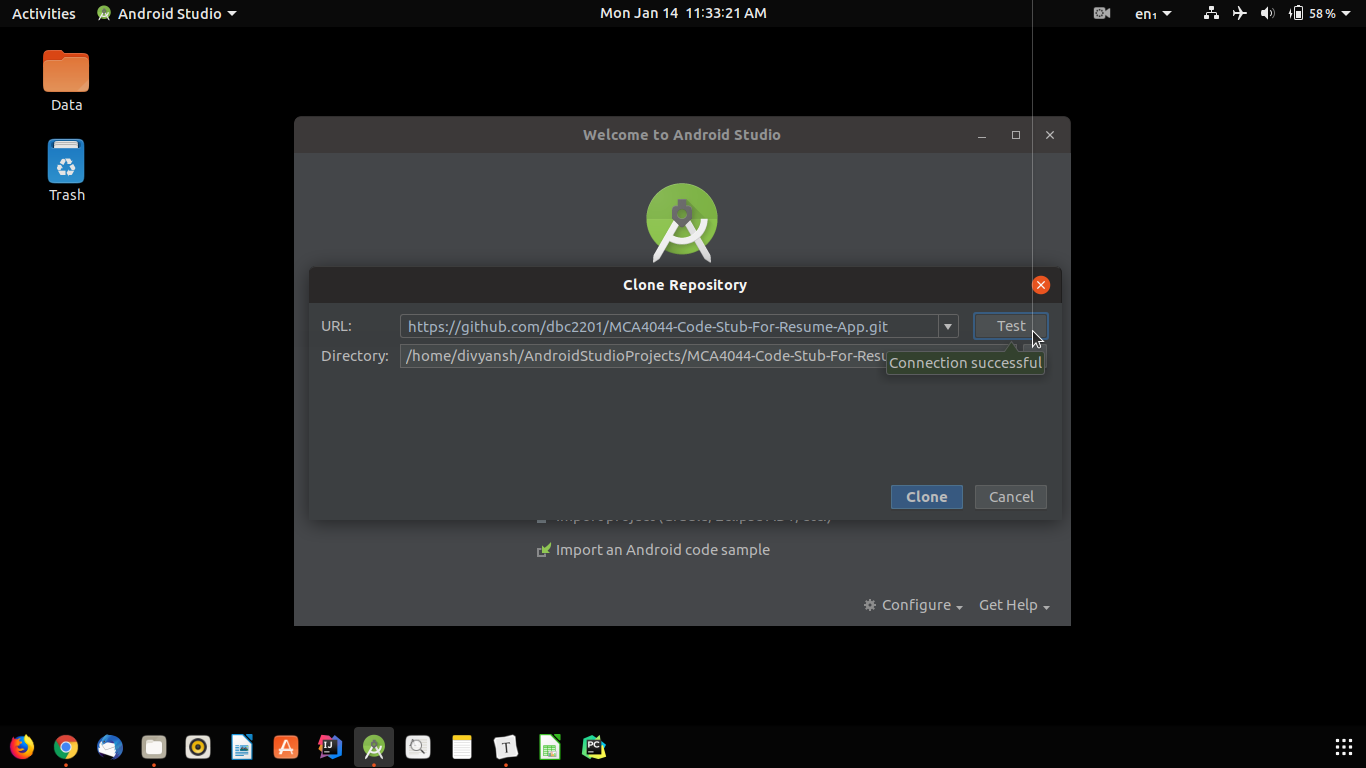 Activities Android Studio Mon Jan 14 11:33:21 AM en₁ 58%
Data
Trash
Welcome to Android Studio
Clone Repository
URL: https://github.com/dbc2201/MCA4044-Code-Stub-For-Resume-App.git Test
Directory: /home/divyansh/AndroidStudioProjects/MCA4044-Code-Stub-For-Resu
Connection successful
Clone Cancel
Import an Android code sample
Configure Get Help
IJ T PC